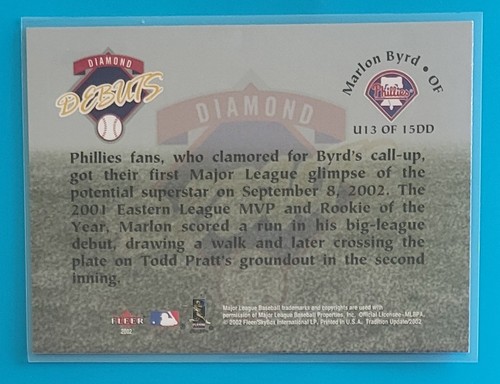 DIAMOND
DEBUTS
Marlon Byrd • OF
Phillies
U13 OF 15DD
DIAMOND
Phillies fans, who clamored for Byrd's call-up,
got their first Major League glimpse of the
potential superstar on September 8, 2002. The
2001 Eastern League MVP and Rookie of the
Year, Marlon scored a run in his big-league
debut, drawing a walk and later crossing the
plate on Todd Pratt's groundout in the second
inning.
FLEER
2002
Major League Baseball trademarks and copyrights are used with
permission of Major League Baseball Properties, Inc. Official Licensee-MLBPA.
© 2002 Fleer/Skybox International LP. Printed in U.S.A. Tradition Update/2002